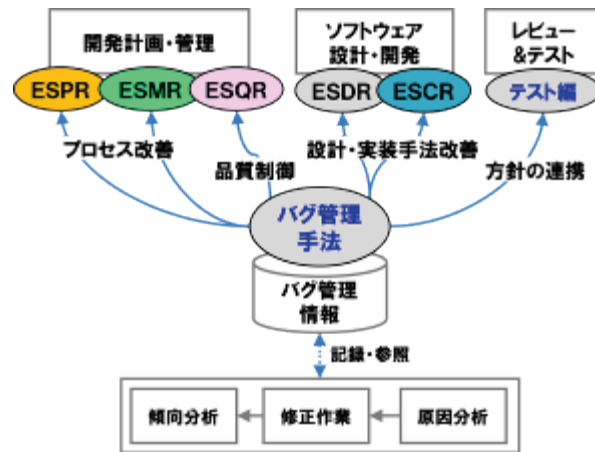 開発計画・管理
ソフトウェア
設計・開発
レビュー
&テスト
ESPR
ESMR
ESQR
ESDR
ESCR
テスト編
プロセス改善
品質制御
設計・実装手法改善
方針の連携
バグ管理
手法
バグ管理
情報
記録・参照
傾向分析
修正作業
原因分析